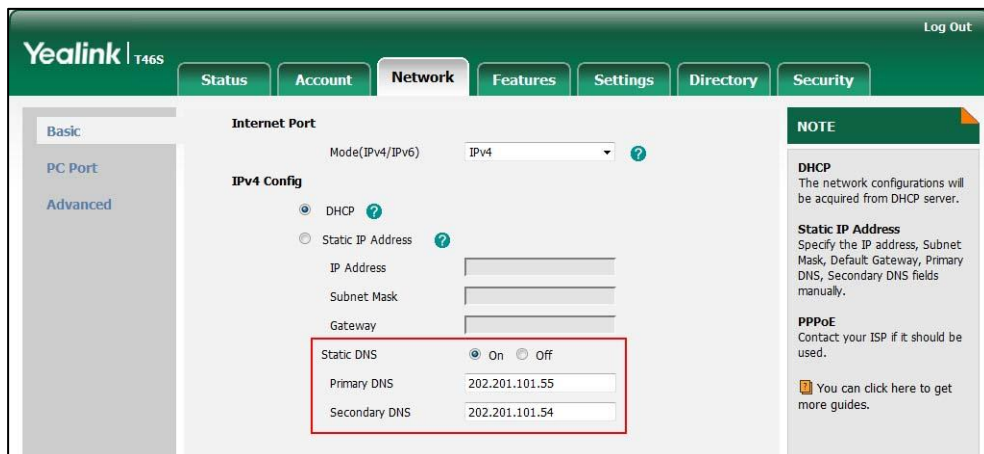 Log Out
Yealink T46S
Status Account Network Features Settings Directory Security
Basic
PC Port
Advanced
Internet Port
Mode(IPv4/IPv6) IPv4
IPv4 Config
DHCP
Static IP Address
IP Address
Subnet Mask
Gateway
Static DNS On Off
Primary DNS 202.201.101.55
Secondary DNS 202.201.101.54
NOTE
DHCP
The network configurations will
be acquired from DHCP server.
Static IP Address
Specify the IP address, Subnet
Mask, Default Gateway, Primary
DNS, Secondary DNS fields
manually.
PPPoE
Contact your ISP if it should be
used.
You can click here to get
more guides.